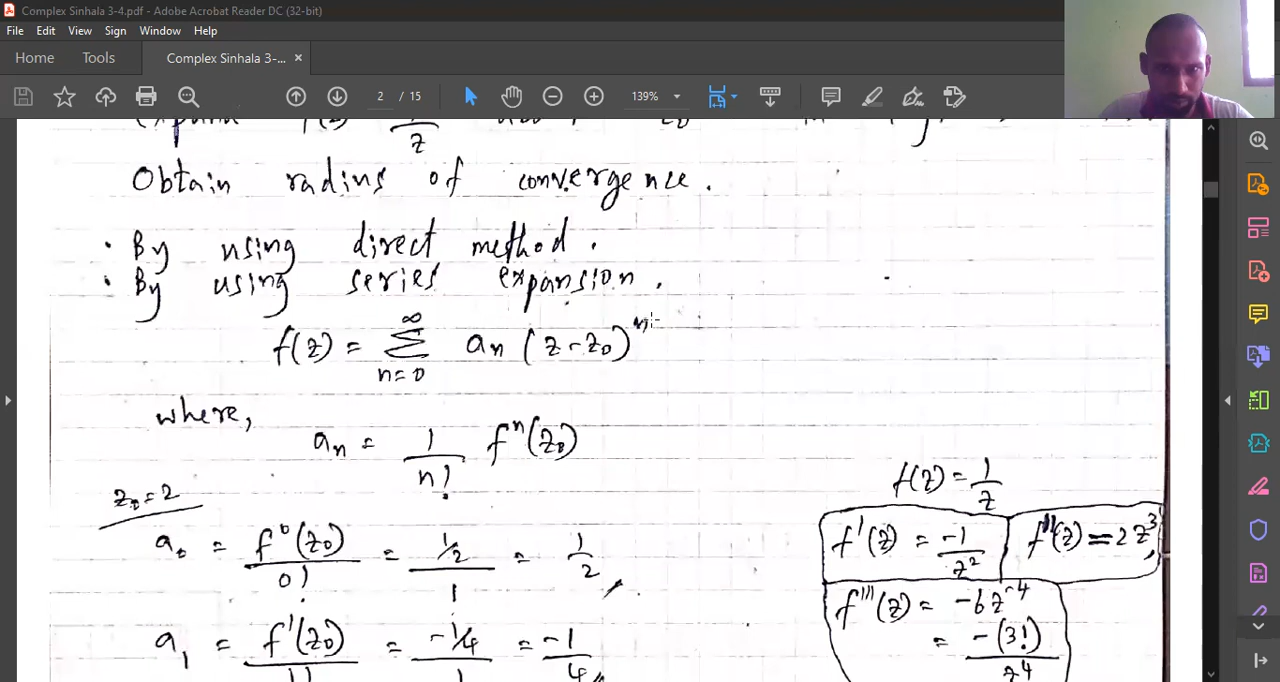 Complex Sinhala 3-4.pdf - Adobe Acrobat Reader DC (32-bit)
File Edit View Sign Window Help
Home Tools Complex Sinhala 3-... ×
2 / 15 139%
Expand f(z) 1/z
Obtain radius of convergence.
· By using direct method.
· By using series expansion.
f(z) = ∑_{n=0}^{∞} an (z-z0)^n
where,
an = 1/n! f^n(z0)
f(z) = 1/z
z0=2
f'(z) = -1/z²
f''(z) = 2z^-3
a0 = f^0(z0)/0! = ½/1 = 1/2
f'''(z) = -6z^-4
= -(3!)/z^4
a1 = f'(z0)/1! = -¼/1 = -1/4